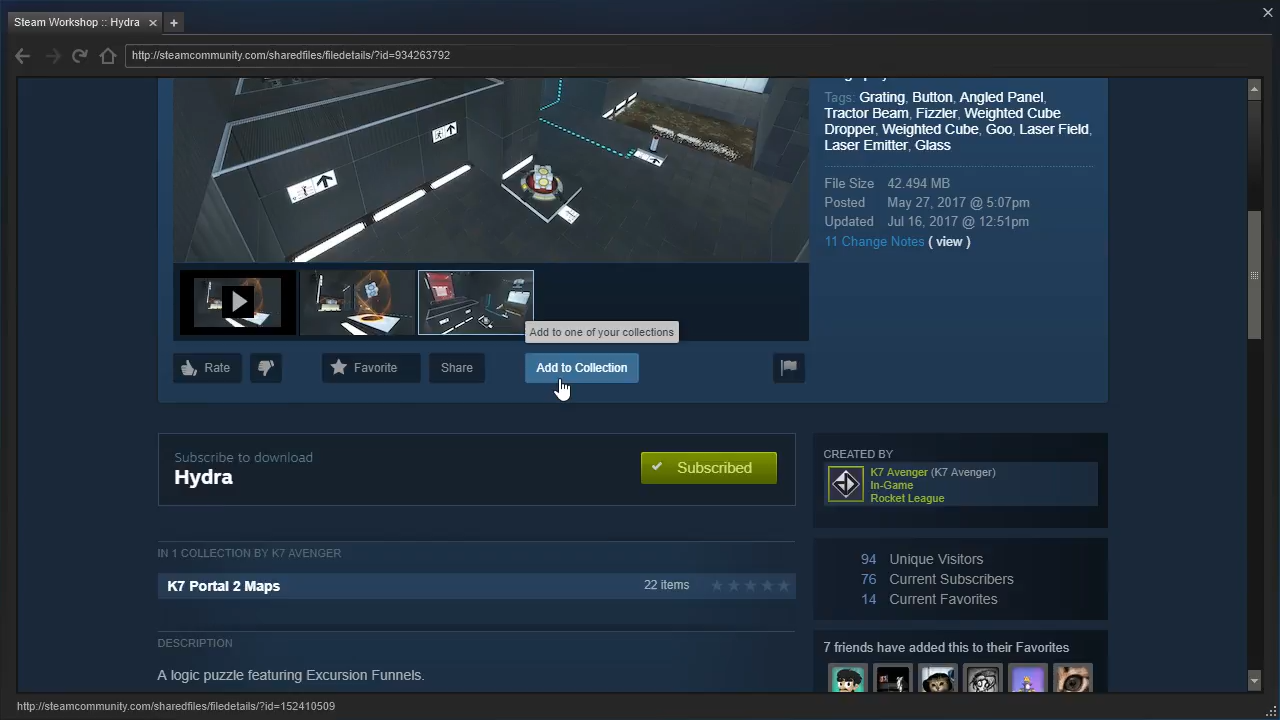 Steam Workshop :: Hydra
http://steamcommunity.com/sharedfiles/filedetails/?id=934263792
Tags: Grating, Button, Angled Panel,
Tractor Beam, Fizzler, Weighted Cube
Dropper, Weighted Cube, Goo, Laser Field,
Laser Emitter, Glass
File Size 42.494 MB
Posted May 27, 2017 @ 5:07pm
Updated Jul 16, 2017 @ 12:51pm
11 Change Notes ( view )
Add to one of your collections
Rate
Favorite
Share
Add to Collection
Subscribe to download
Hydra
Subscribed
CREATED BY
K7 Avenger (K7 Avenger)
In-Game
Rocket League
IN 1 COLLECTION BY K7 AVENGER
K7 Portal 2 Maps 22 items
94 Unique Visitors
76 Current Subscribers
14 Current Favorites
DESCRIPTION
A logic puzzle featuring Excursion Funnels.
7 friends have added this to their Favorites
http://steamcommunity.com/sharedfiles/filedetails/?id=152410509